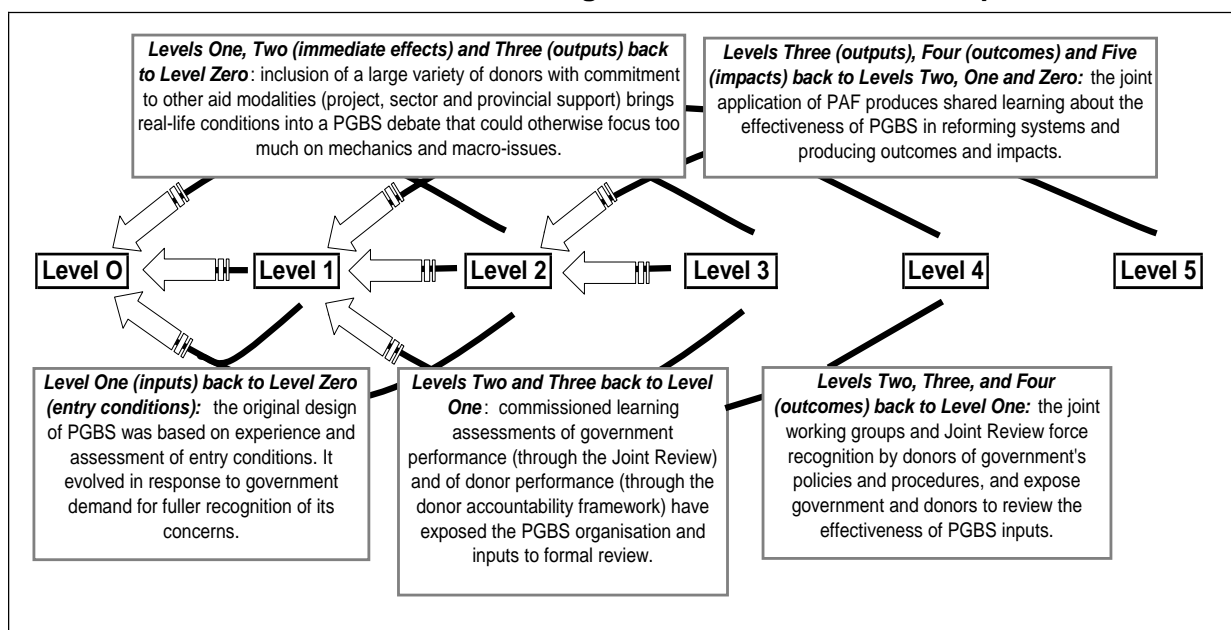 Levels One, Two (immediate effects) and Three (outputs) back
to Level Zero: inclusion of a large variety of donors with commitment
to other aid modalities (project, sector and provincial support) brings
real-life conditions into a PGBS debate that could otherwise focus too
much on mechanics and macro-issues.
Levels Three (outputs), Four (outcomes) and Five
(impacts) back to Levels Two, One and Zero: the joint
application of PAF produces shared learning about the
effectiveness of PGBS in reforming systems and
producing outcomes and impacts.
Level O
Level 1
Level 2
Level 3
Level 4
Level 5
Level One (inputs) back to Level Zero
(entry conditions): the original design
of PGBS was based on experience and
assessment of entry conditions. It
evolved in response to government
demand for fuller recognition of its
concerns.
Levels Two and Three back to Level
One: commissioned learning
assessments of government
performance (through the Joint Review)
and of donor performance (through the
donor accountability framework) have
exposed the PGBS organisation and
inputs to formal review.
Levels Two, Three, and Four
(outcomes) back to Level One: the joint
working groups and Joint Review force
recognition by donors of government's
policies and procedures, and expose
government and donors to review the
effectiveness of PGBS inputs.